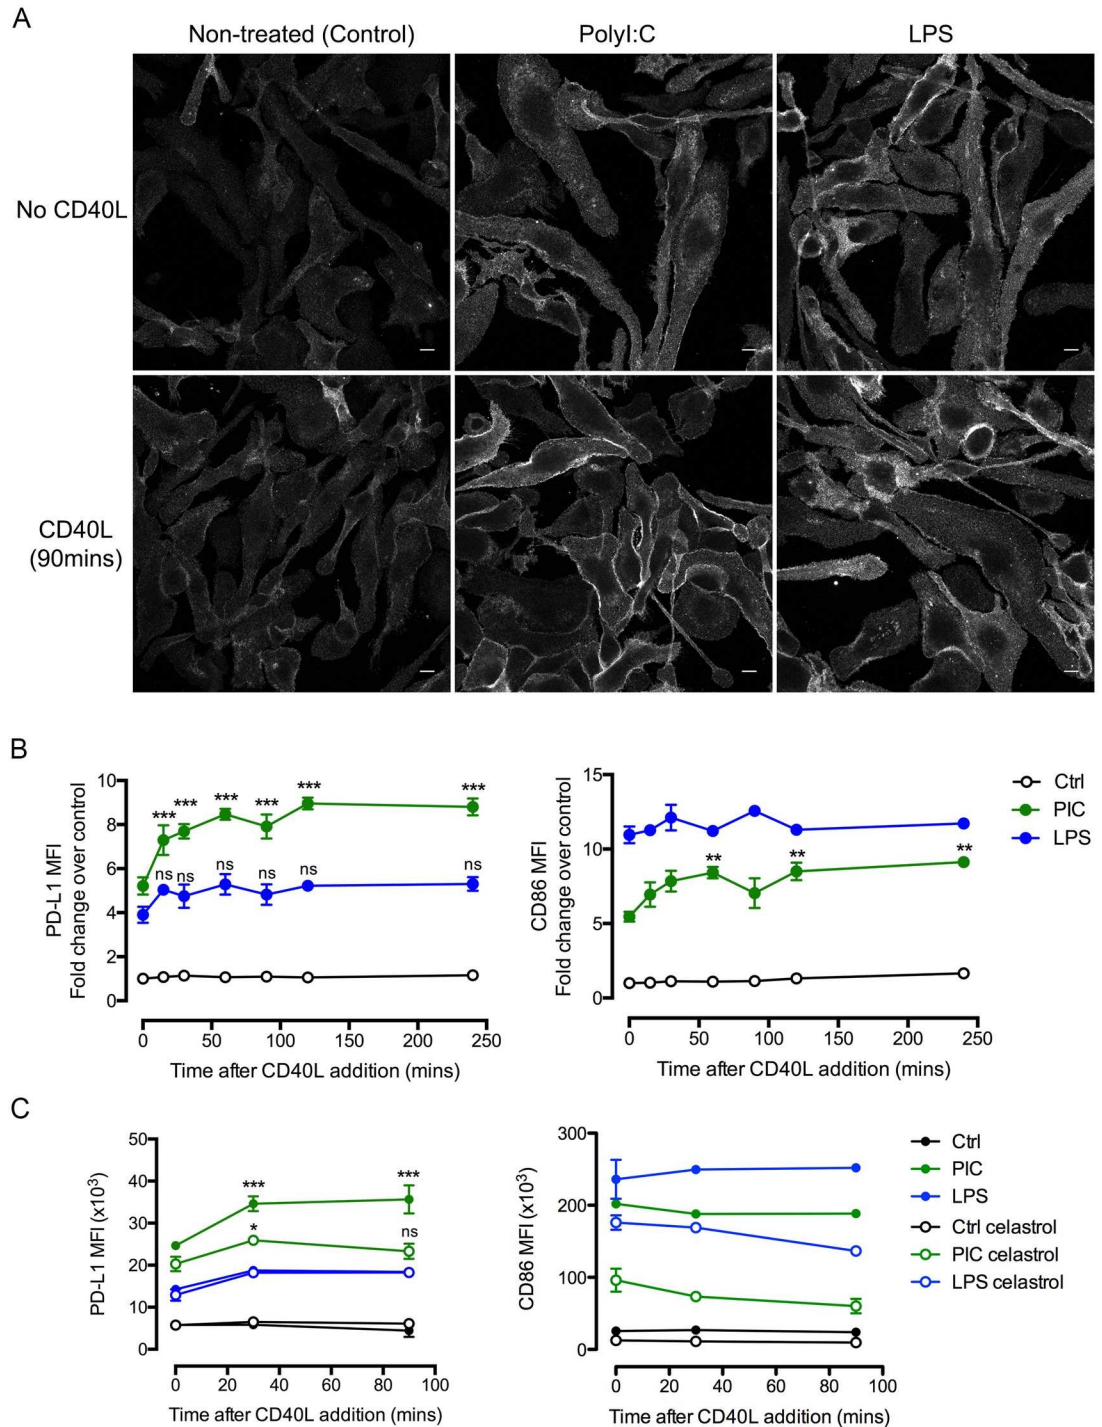 A
Non-treated (Control)
PolyI:C
LPS
No CD40L
CD40L
(90mins)
B
PD-L1 MFI
Fold change over control
10
8
6
4
2
0
***
***
***
***
***
***
ns
ns
ns
ns
ns
ns
0
50
100
150
200
250
Time after CD40L addition (mins)
CD86 MFI
Fold change over control
15
10
5
0
**
**
**
0
50
100
150
200
250
Time after CD40L addition (mins)
Ctrl
PIC
LPS
C
PD-L1 MFI (x10³)
50
40
30
20
10
0
***
***
*
ns
0
20
40
60
80
100
Time after CD40L addition (mins)
CD86 MFI (x10³)
300
200
100
0
0
20
40
60
80
100
Time after CD40L addition (mins)
Ctrl
PIC
LPS
Ctrl celastrol
PIC celastrol
LPS celastrol